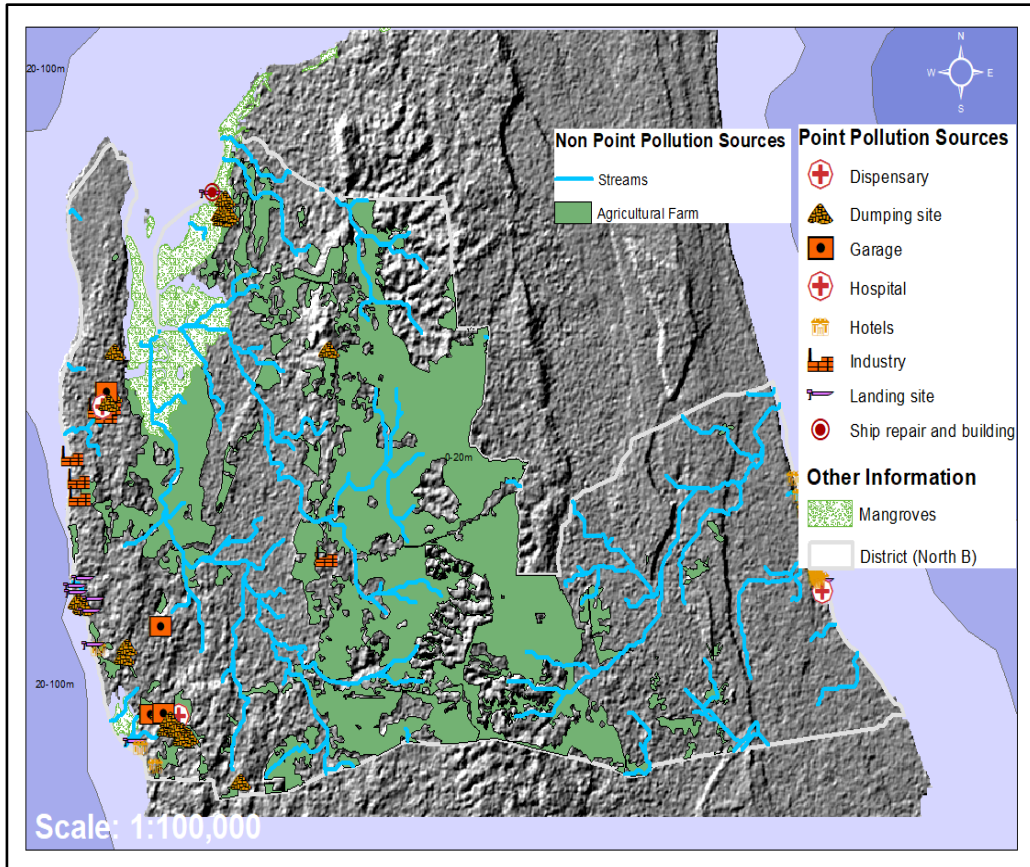 20-100m
N
W
E
S
Non Point Pollution Sources
Streams
Agricultural Farm
Point Pollution Sources
Dispensary
Dumping site
Garage
Hospital
Hotels
Industry
Landing site
Ship repair and building
Other Information
Mangroves
District (North B)
0-20m
20-100m
Scale: 1:100,000